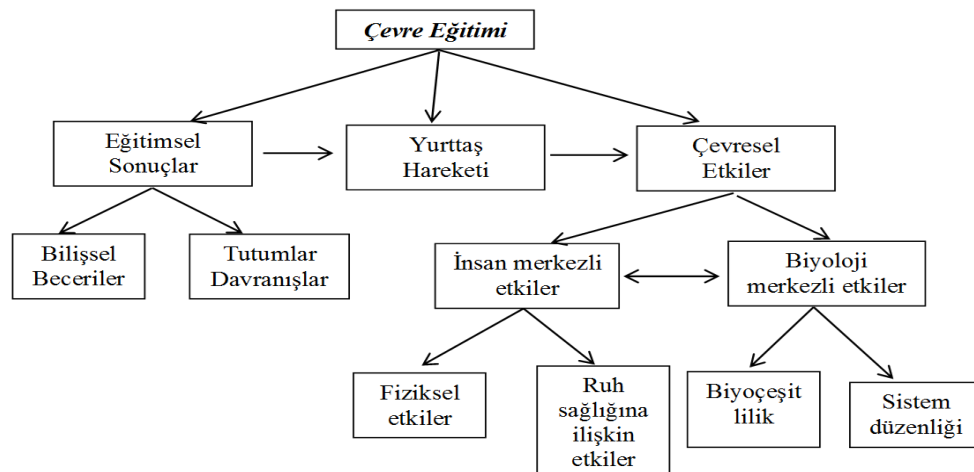 Çevre Eğitimi
Eğitimsel
Sonuçlar
Yurttaş
Hareketi
Çevresel
Etkiler
Bilişsel
Beceriler
Tutumlar
Davranışlar
İnsan merkezli
etkiler
Biyoloji
merkezli etkiler
Fiziksel
etkiler
Ruh
sağlığına
ilişkin
etkiler
Biyoçeşit
lilik
Sistem
düzenliği